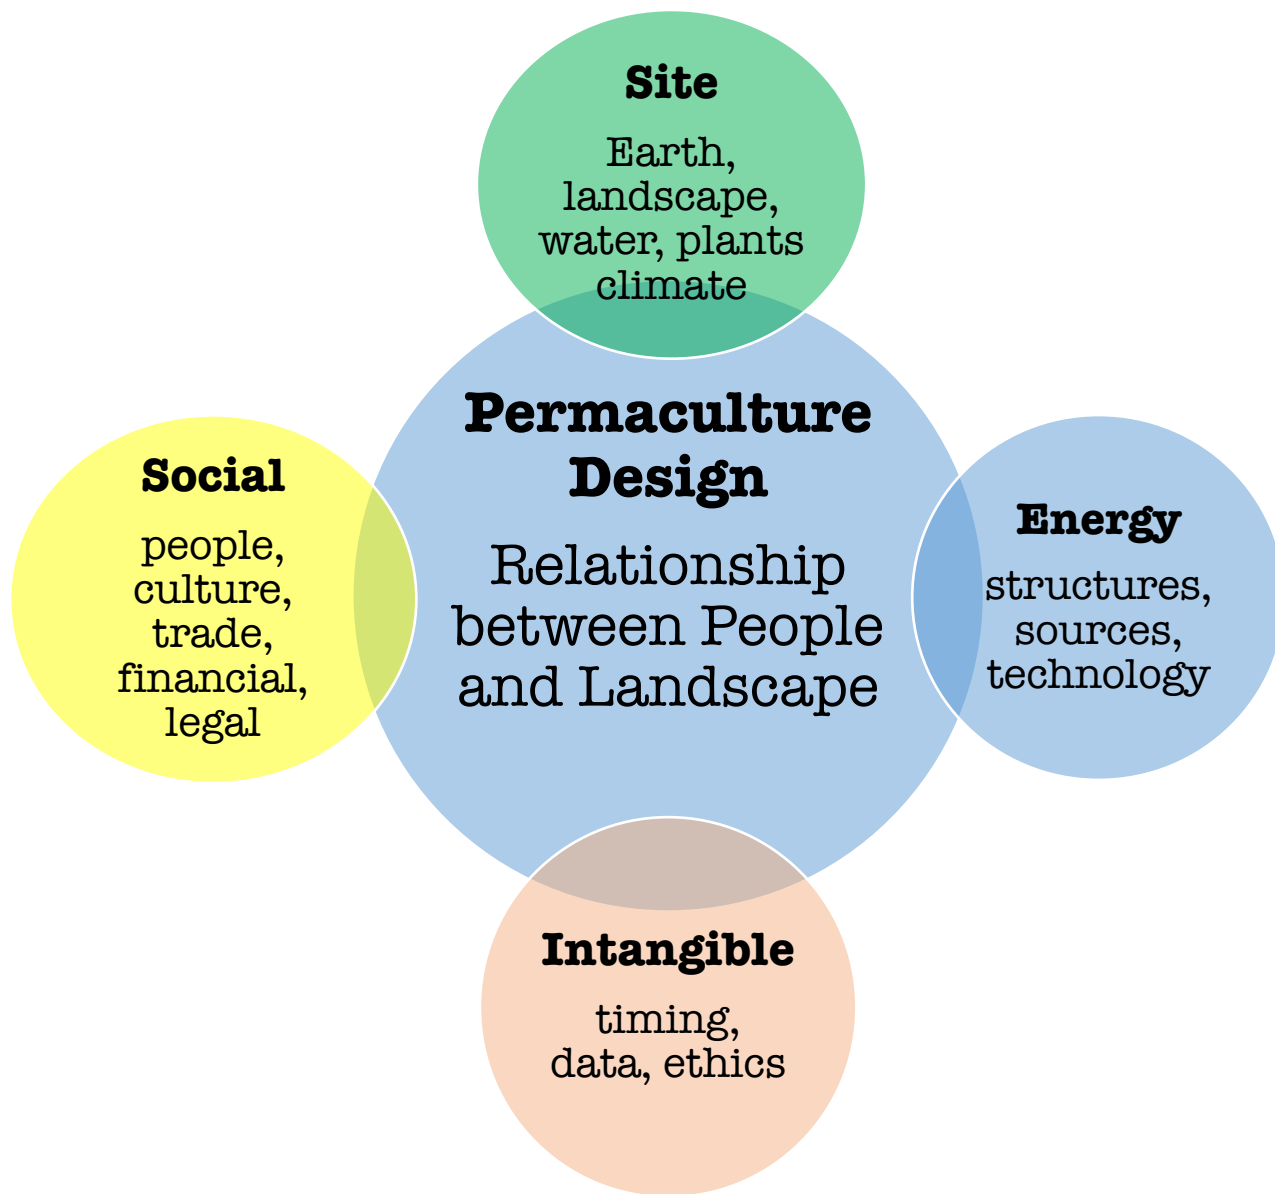 Site
Earth,
landscape,
water, plants
climate
Permaculture
Design
Relationship
between People
and Landscape
Social
people,
culture,
trade,
financial,
legal
Energy
structures,
sources,
technology
Intangible
timing,
data, ethics